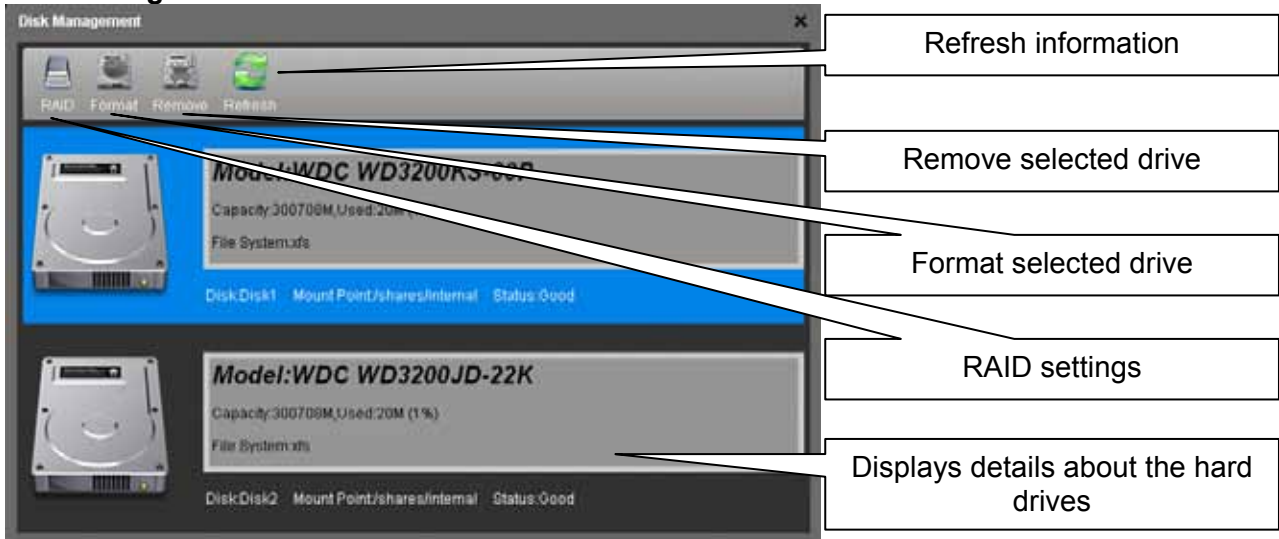 Disk Management
RAID Format Remove Refresh
Model:WDC WD3200KS-00P
Capacity:300708M,Used:20M (
File System:xfs
Disk:Disk1 Mount Point:/shares/internal Status:Good
Model:WDC WD3200JD-22K
Capacity:300708M,Used:20M (1%)
File System:xfs
Disk:Disk2 Mount Point:/shares/internal Status:Good
Refresh information
Remove selected drive
Format selected drive
RAID settings
Displays details about the hard
drives